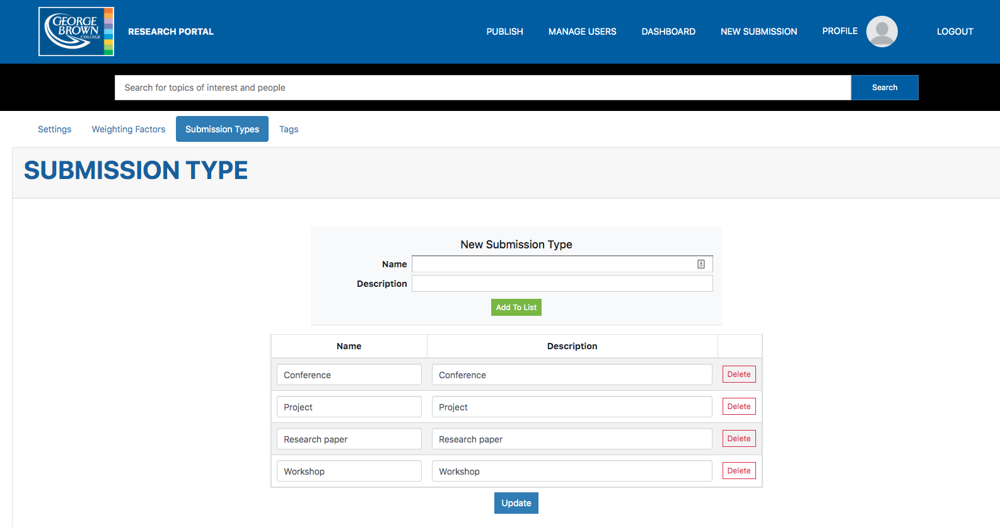 GEORGE
BROWN
COLLEGE
RESEARCH PORTAL
PUBLISH
MANAGE USERS
DASHBOARD
NEW SUBMISSION
PROFILE
LOGOUT
Search for topics of interest and people
Search
Settings
Weighting Factors
Submission Types
Tags
SUBMISSION TYPE
New Submission Type
Name
Description
Add To List
Name Description
Conference Conference Delete
Project Project Delete
Research paper Research paper Delete
Workshop Workshop Delete
Update